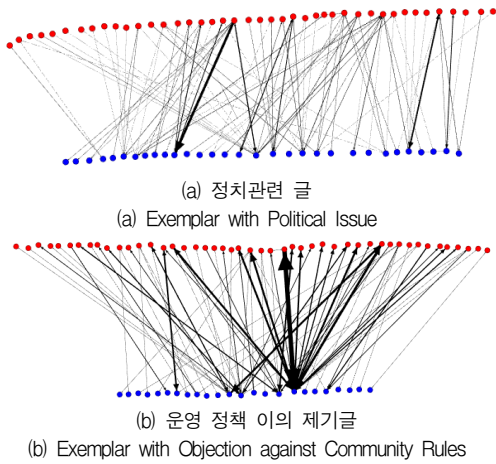 (a) 정치관련 글
(a) Exemplar with Political Issue
(b) 운영 정책 이의 제기글
(b) Exemplar with Objection against Community Rules